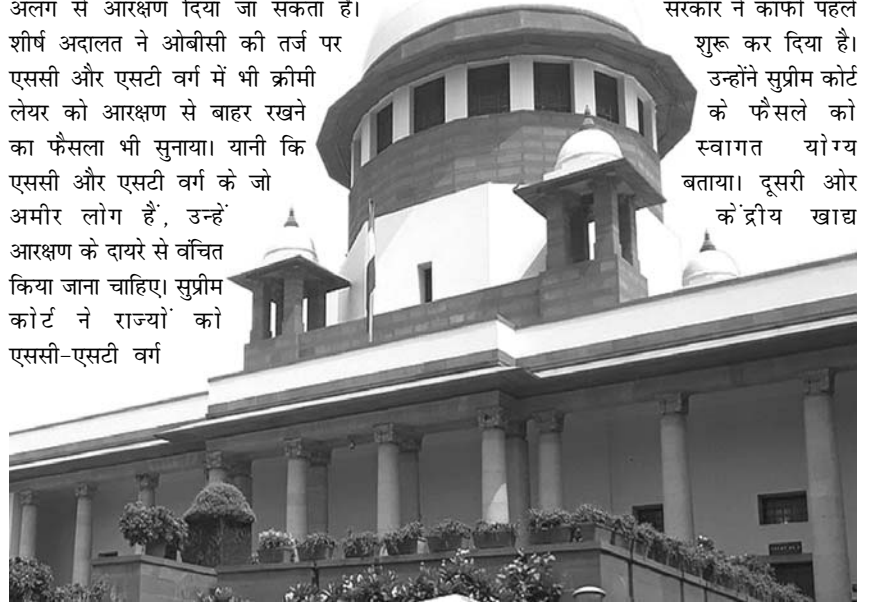 अलग से आरक्षण दिया जा सकता है।
शीर्ष अदालत ने ओबीसी की तर्ज पर
एससी और एसटी वर्ग में भी क्रीमी
लेयर को आरक्षण से बाहर रखने
का फैसला भी सुनाया। यानी कि
एससी और एसटी वर्ग के जो
अमीर लोग हैं, उन्हें
आरक्षण के दायरे से वंचित
किया जाना चाहिए। सुप्रीम
कोर्ट ने राज्यों को
एससी-एसटी वर्ग
सरकार ने काफी पहले
शुरू कर दिया है।
उन्होंने सुप्रीम कोर्ट
के फैसले को
स्वागत योग्य
बताया। दूसरी ओर
केंद्रीय खाद्य